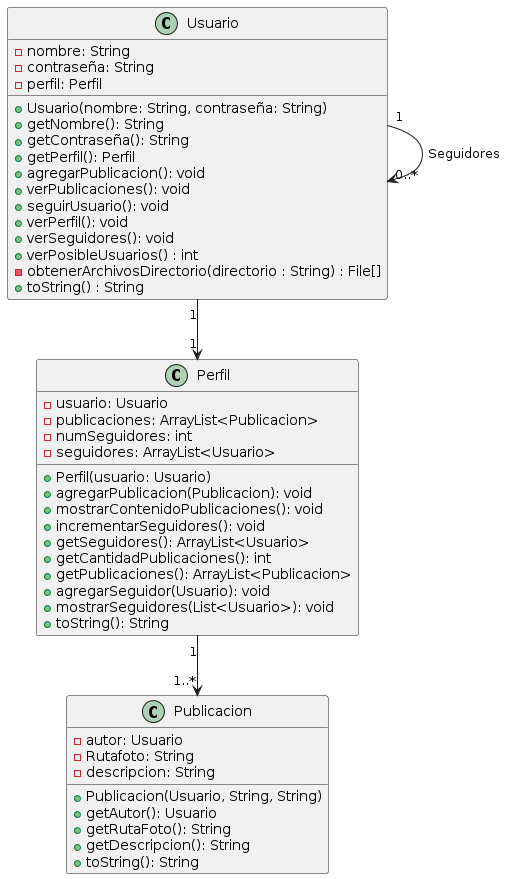 C Usuario
nombre: String
contraseña: String
perfil: Perfil
Usuario(nombre: String, contraseña: String)
getNombre(): String
getContraseña(): String
getPerfil(): Perfil
agregarPublicacion(): void
verPublicaciones(): void
seguirUsuario(): void
verPerfil(): void
verSeguidores(): void
verPosibleUsuarios() : int
obtenerArchivosDirectorio(directorio : String) : File[]
toString() : String
1
Seguidores
0..*
1
1
C Perfil
usuario: Usuario
publicaciones: ArrayList<Publicacion>
numSeguidores: int
seguidores: ArrayList<Usuario>
Perfil(usuario: Usuario)
agregarPublicacion(Publicacion): void
mostrarContenidoPublicaciones(): void
incrementarSeguidores(): void
getSeguidores(): ArrayList<Usuario>
getCantidadPublicaciones(): int
getPublicaciones(): ArrayList<Publicacion>
agregarSeguidor(Usuario): void
mostrarSeguidores(List<Usuario>): void
toString(): String
1
1..*
C Publicacion
autor: Usuario
Rutafoto: String
descripcion: String
Publicacion(Usuario, String, String)
getAutor(): Usuario
getRutaFoto(): String
getDescripcion(): String
toString(): String